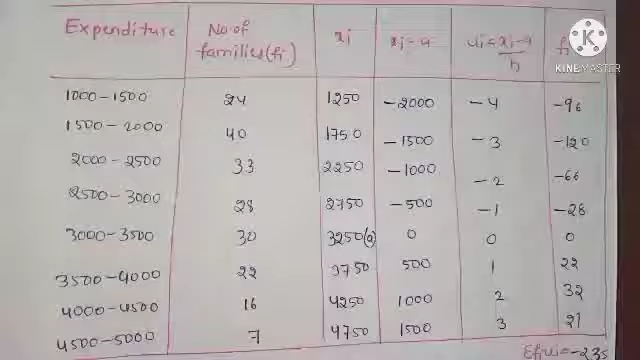 Expenditure No of families(fi) xi xi-a ui=xi-a/h fi
KINEMASTER
1000-1500 24 1250 -2000 -4 -96
1500-2000 40 1750 -1500 -3 -120
2000-2500 33 2250 -1000 -2 -66
2500-3000 28 2750 -500 -1 -28
3000-3500 30 3250(a) 0 0 0
3500-4000 22 3750 500 1 22
4000-4500 16 4250 1000 2 32
4500-5000 7 4750 1500 3 21
Σfiui=-235